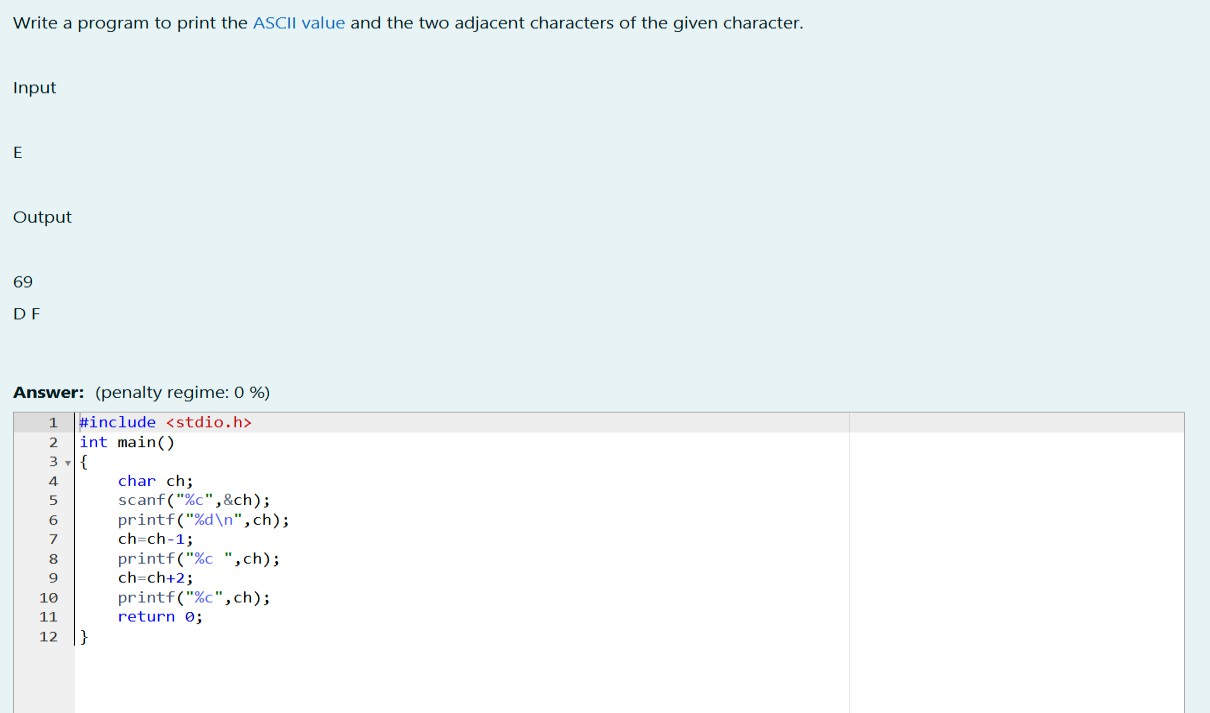 Write a program to print the ASCII value and the two adjacent characters of the given character.
Input
E
Output
69
D F
Answer: (penalty regime: 0 %)
1 #include <stdio.h>
2 int main()
3 {
4     char ch;
5     scanf("%c",&ch);
6     printf("%d\n",ch);
7     ch=ch-1;
8     printf("%c ",ch);
9     ch=ch+2;
10     printf("%c",ch);
11     return 0;
12 }